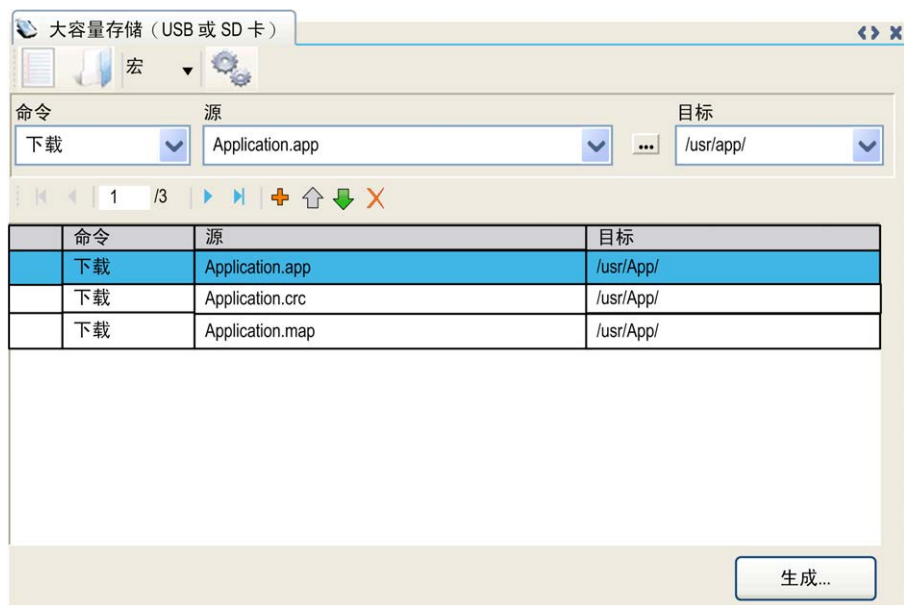 大容量存储（USB 或 SD 卡）
宏
命令 源 目标
下载 Application.app ... /usr/app/
1 /3
命令 源 目标
下载 Application.app /usr/App/
下载 Application.crc /usr/App/
下载 Application.map /usr/App/
生成...